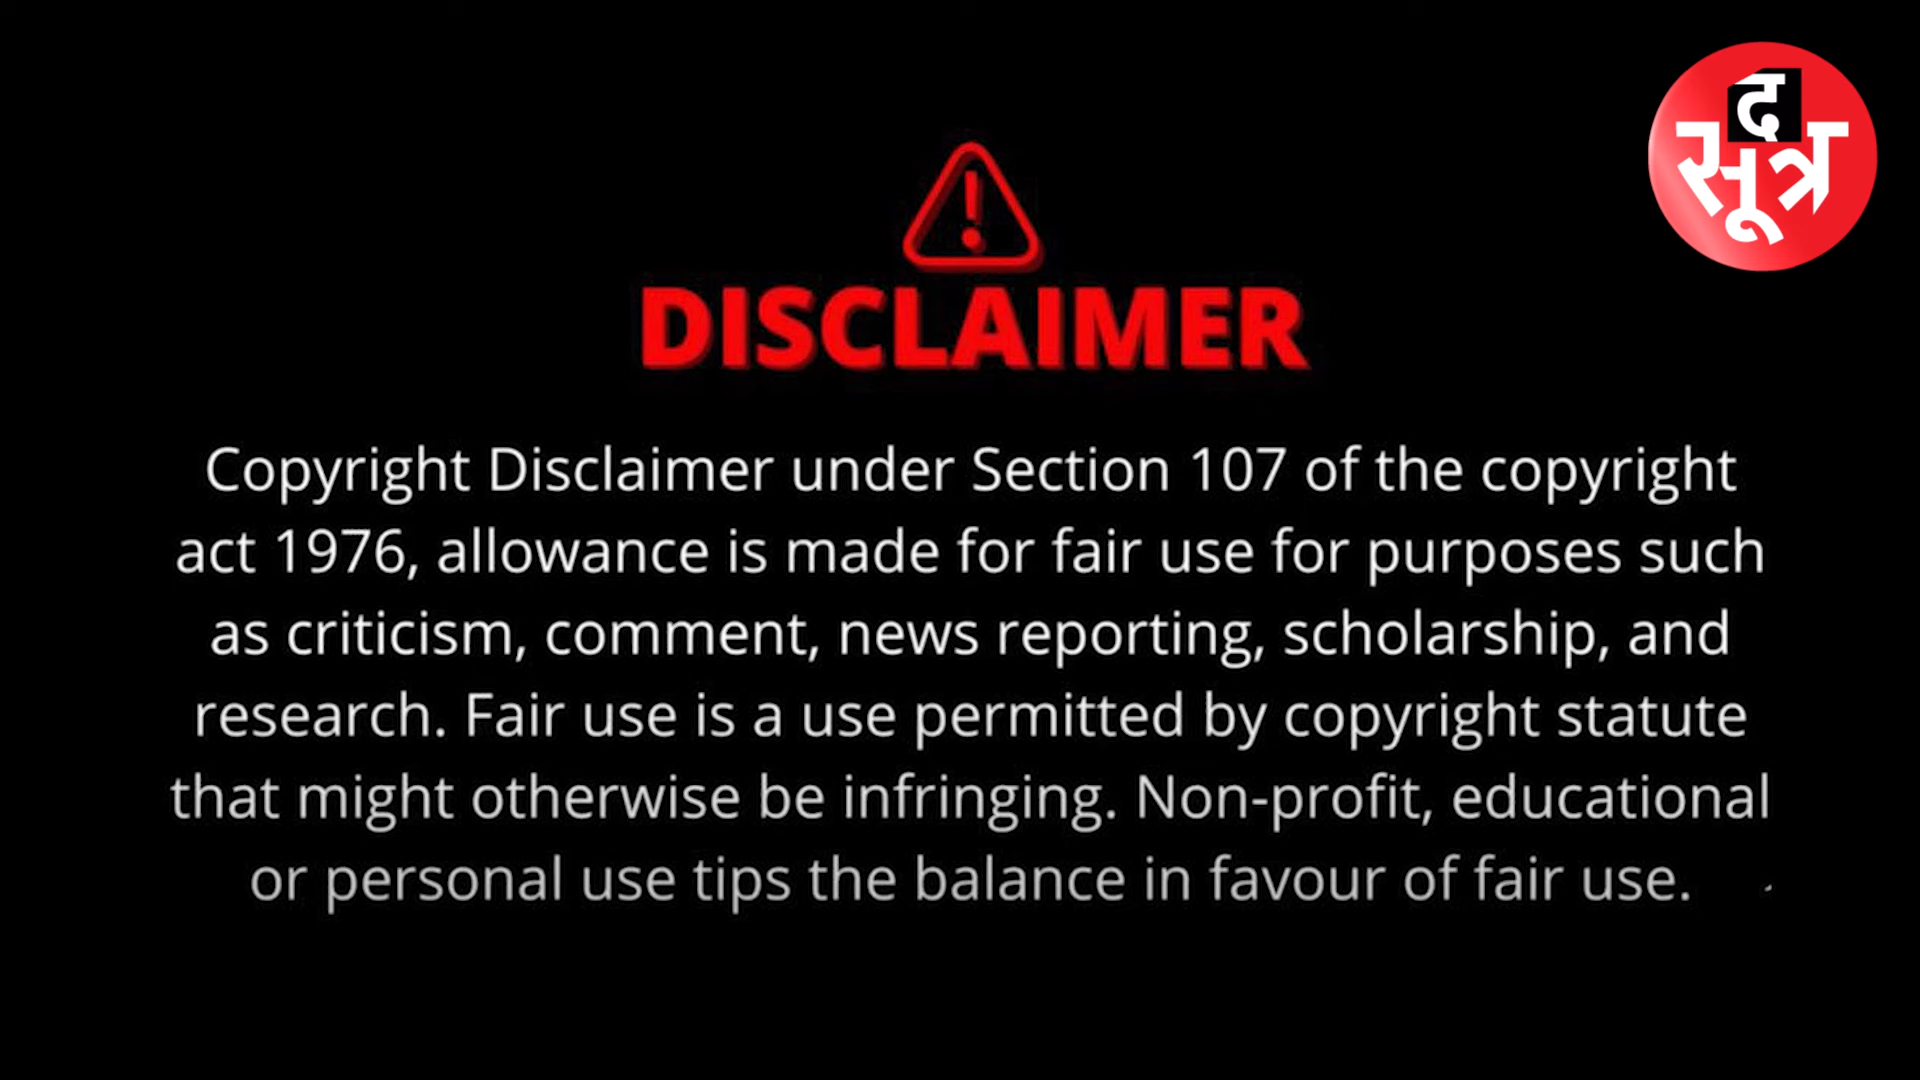 द
सूत्र
DISCLAIMER
Copyright Disclaimer under Section 107 of the copyright
act 1976, allowance is made for fair use for purposes such
as criticism, comment, news reporting, scholarship, and
research. Fair use is a use permitted by copyright statute
that might otherwise be infringing. Non-profit, educational
or personal use tips the balance in favour of fair use.